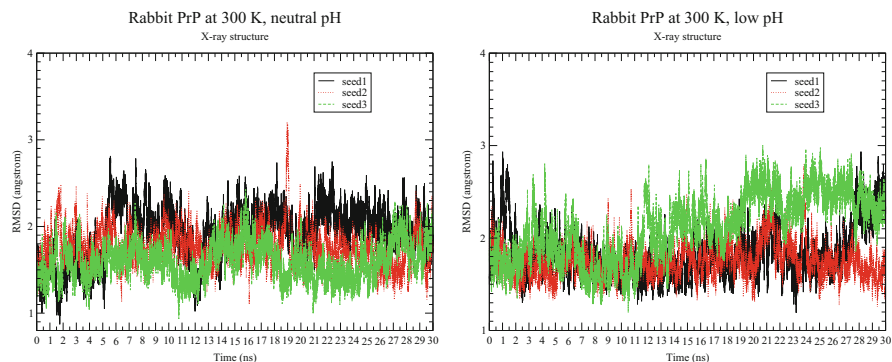 Rabbit PrP at 300 K, neutral pH
X-ray structure
4
3
2
1
RMSD (angstrom)
seed1
seed2
seed3
0 1 2 3 4 5 6 7 8 9 10 11 12 13 14 15 16 17 18 19 20 21 22 23 24 25 26 27 28 29 30
Time (ns)
Rabbit PrP at 300 K, low pH
X-ray structure
4
3
2
1
RMSD (angstrom)
seed1
seed2
seed3
0 1 2 3 4 5 6 7 8 9 10 11 12 13 14 15 16 17 18 19 20 21 22 23 24 25 26 27 28 29 30
Time (ns)